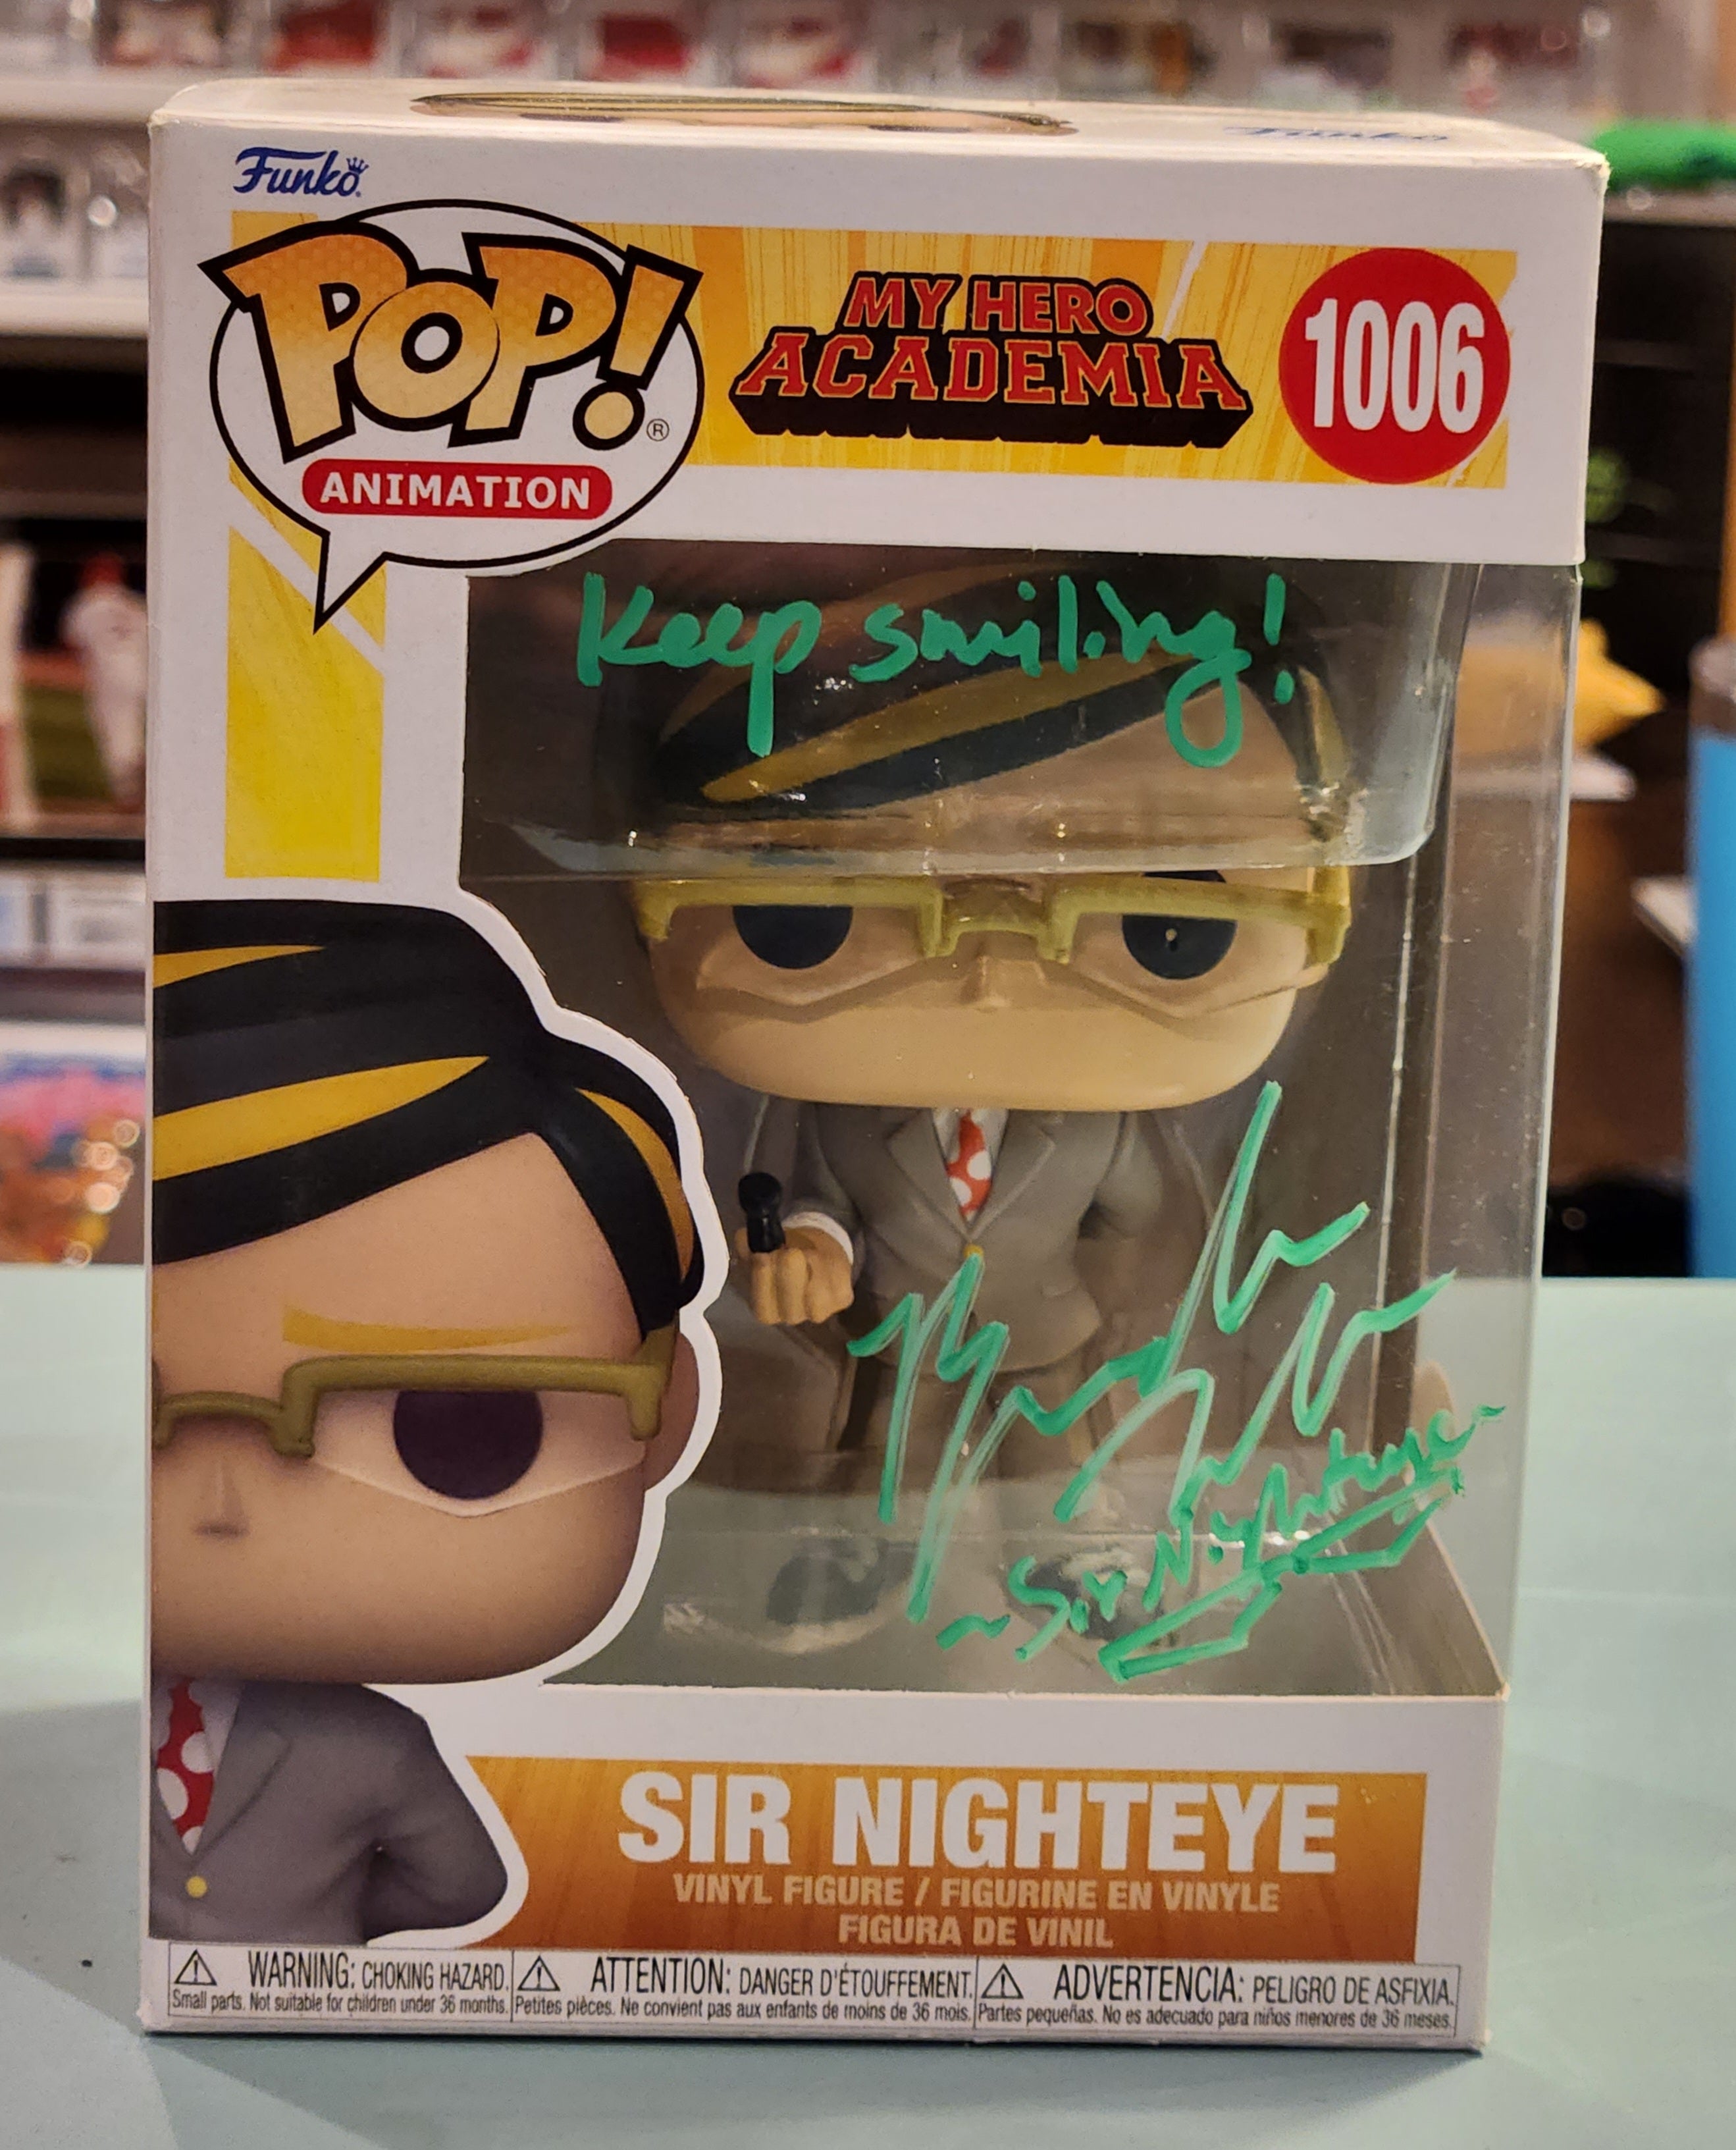 Funko
Funko
POP!®
ANIMATION
MY HERO
ACADEMIA
1006
Keep smiling!
~Sir Nighteye~
SIR NIGHTEYE
VINYL FIGURE / FIGURINE EN VINYLE
FIGURA DE VINIL
WARNING: CHOKING HAZARD.
Small parts. Not suitable for children under 36 months.
ATTENTION: DANGER D'ÉTOUFFEMENT.
Petites pièces. Ne convient pas aux enfants de moins de 36 mois.
ADVERTENCIA: PELIGRO DE ASFIXIA.
Partes pequeñas. No es adecuado para niños menores de 36 meses.